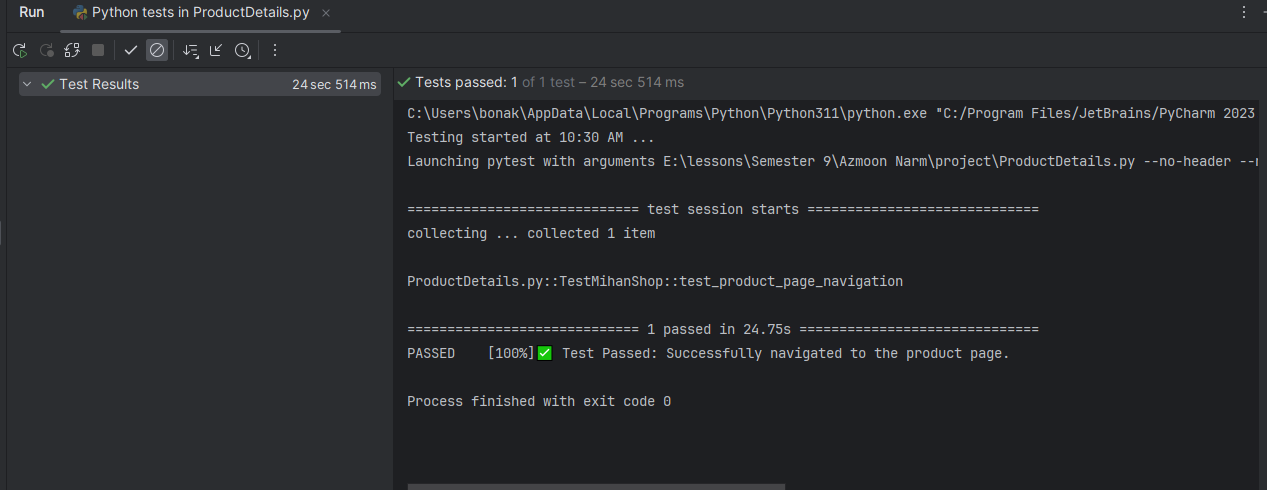 Run Python tests in ProductDetails.py
Test Results 24 sec 514 ms
Tests passed: 1 of 1 test – 24 sec 514 ms
C:\Users\bonak\AppData\Local\Programs\Python\Python311\python.exe "C:/Program Files/JetBrains/PyCharm 2023
Testing started at 10:30 AM ...
Launching pytest with arguments E:\lessons\Semester 9\Azmoon Narm\project\ProductDetails.py --no-header
============================= test session starts =============================
collecting ... collected 1 item
ProductDetails.py::TestMihanShop::test_product_page_navigation
============================= 1 passed in 24.75s ==============================
PASSED [100%]✅ Test Passed: Successfully navigated to the product page.
Process finished with exit code 0